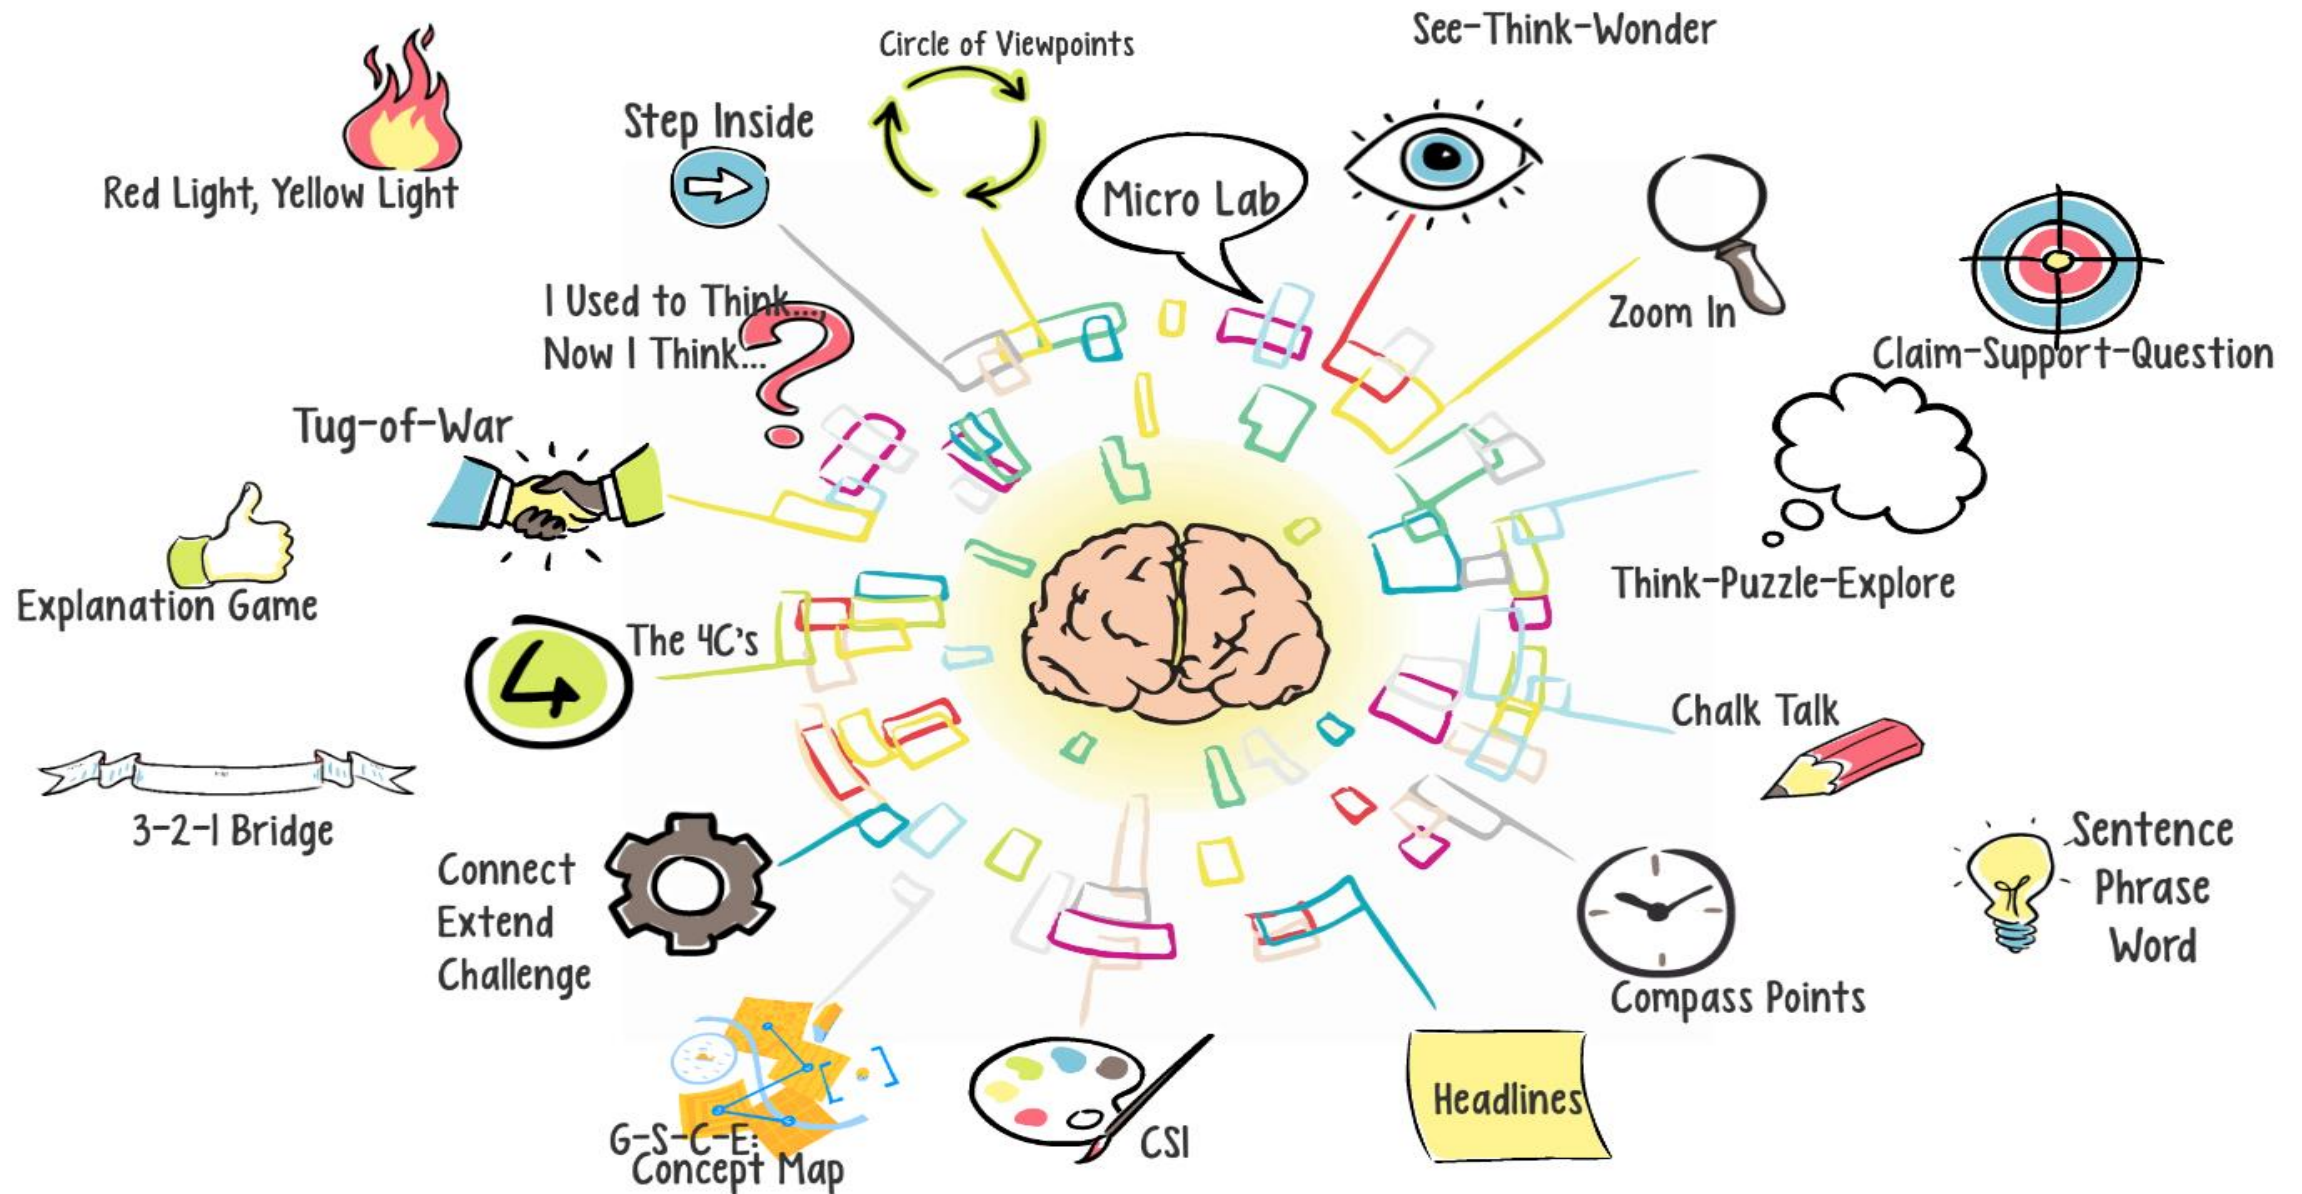 See-Think-Wonder
Circle of Viewpoints
Step Inside
Micro Lab
Red Light, Yellow Light
Zoom In
I Used to Think...,
Now I Think...
Claim-Support-Question
Tug-of-War
Think-Puzzle-Explore
Explanation Game
4
The 4C's
Chalk Talk
3-2-1 Bridge
Connect
Extend
Challenge
Sentence
Phrase
Word
Compass Points
Headlines
G-S-C-E:
Concept Map
CSI